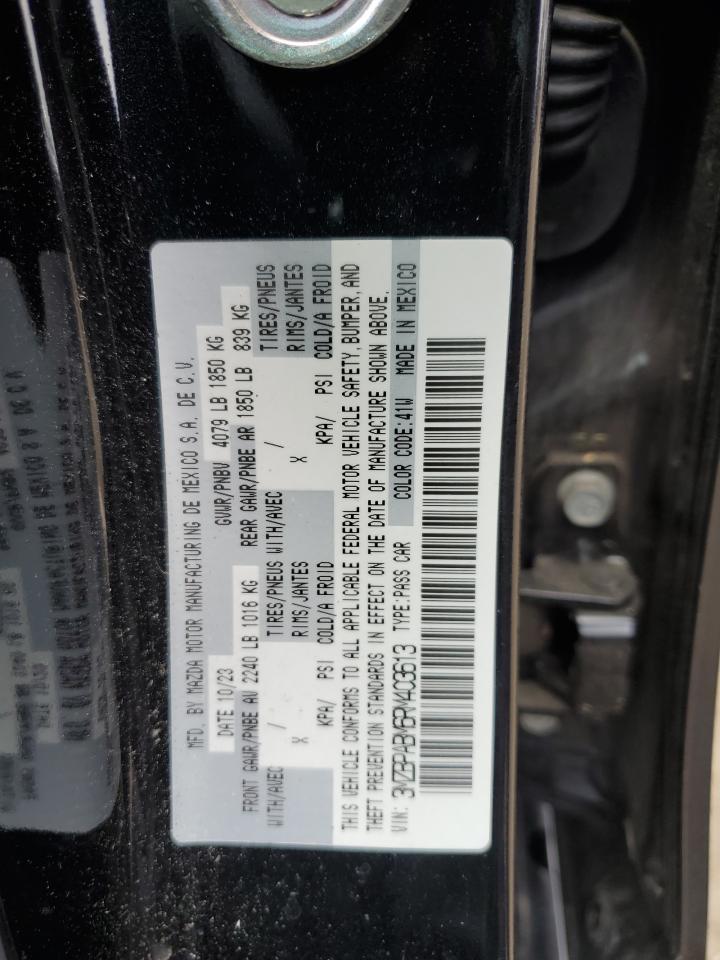 MFD. BY MAZDA MOTOR MANUFACTURING DE MEXICO S.A. DE C.V.
DATE 10/23 GVWR/PNBV 4079 LB 1850 KG
FRONT GAWR/PNBE AV 2240 LB 1016 KG REAR GAWR/PNBE AR 1850 LB 839 KG
WITH/AVEC / TIRES/PNEUS WITH/AVEC / TIRES/PNEUS
X RIMS/JANTES X RIMS/JANTES
KPA/ PSI COLD/A FROID KPA/ PSI COLD/A FROID
THIS VEHICLE CONFORMS TO ALL APPLICABLE FEDERAL MOTOR VEHICLE SAFETY, BUMPER, AND
THEFT PREVENTION STANDARDS IN EFFECT ON THE DATE OF MANUFACTURE SHOWN ABOVE.
VIN: 3MZBPABM5RM403613 TYPE:PASS CAR COLOR CODE:41W MADE IN MEXICO